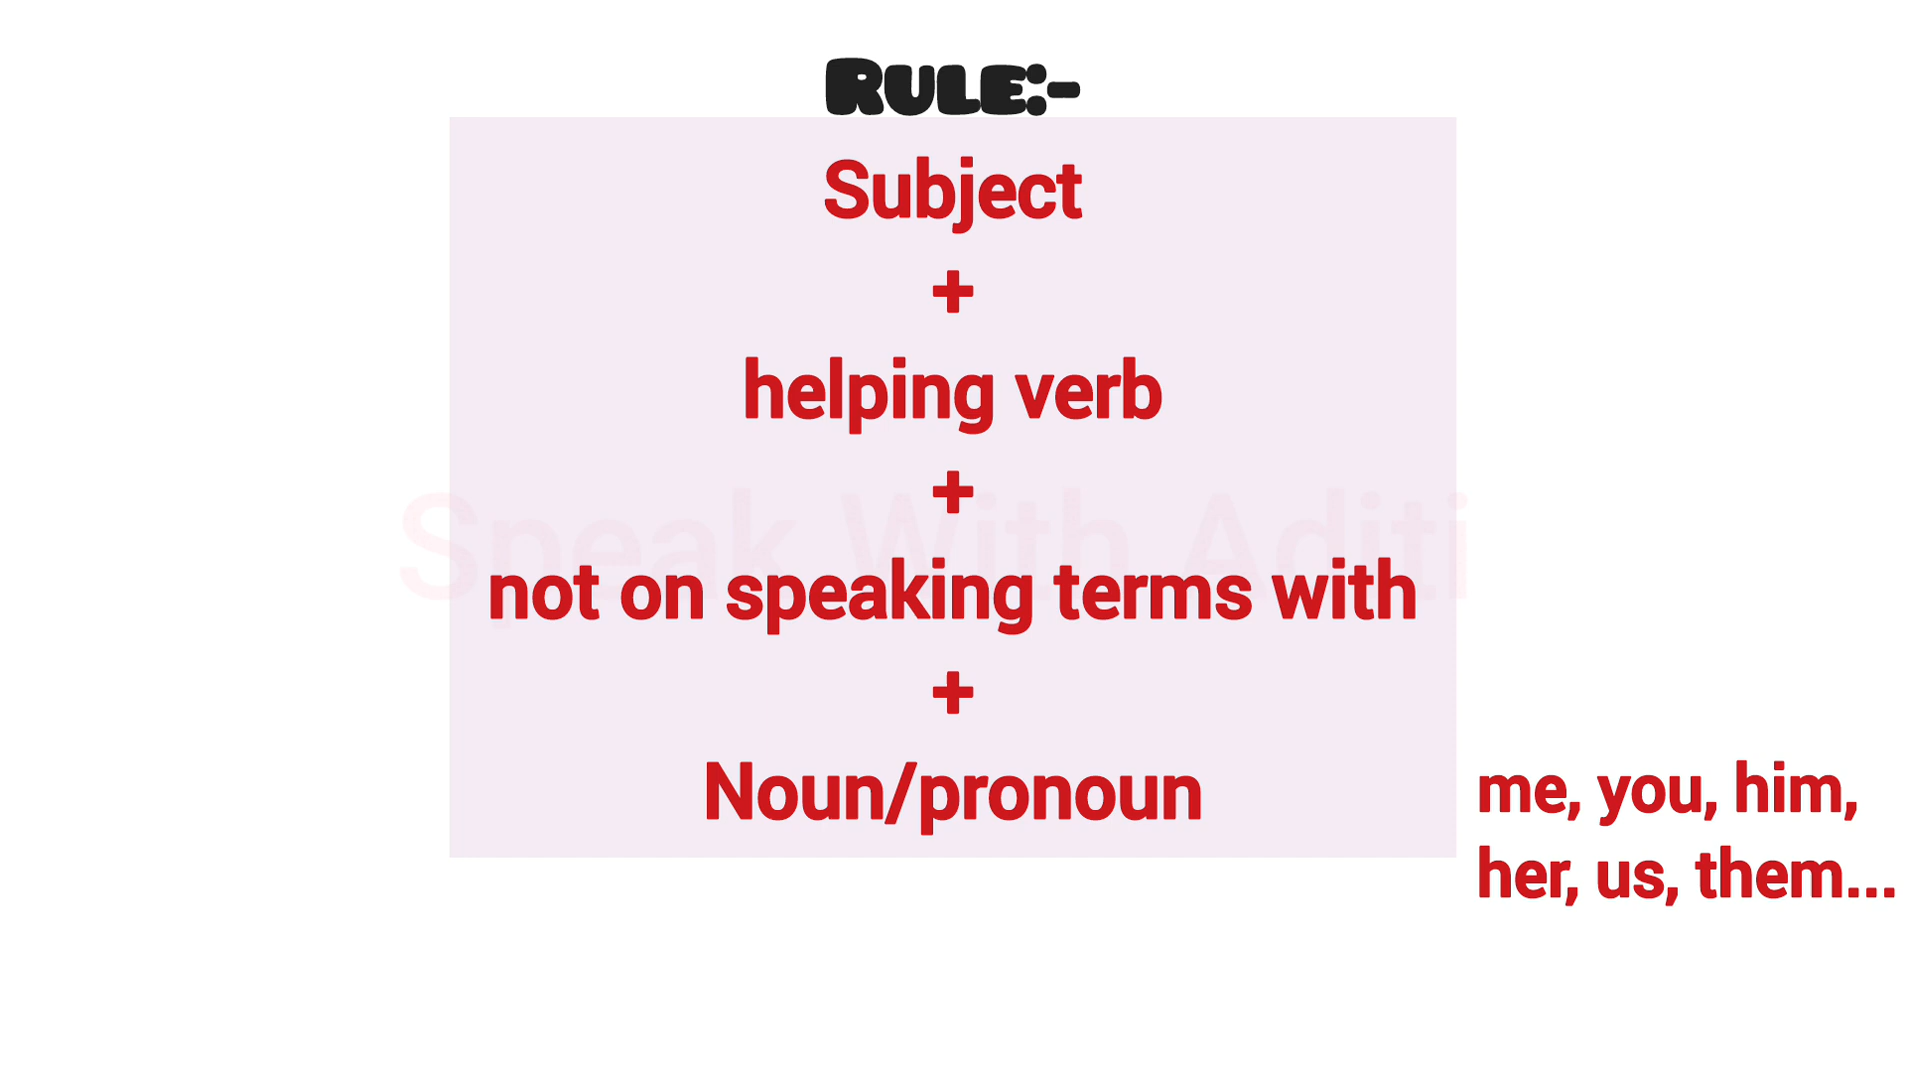 RULE:-
Subject
+
helping verb
+
Speak With Aditi
not on speaking terms with
+
Noun/pronoun
me, you, him,
her, us, them...